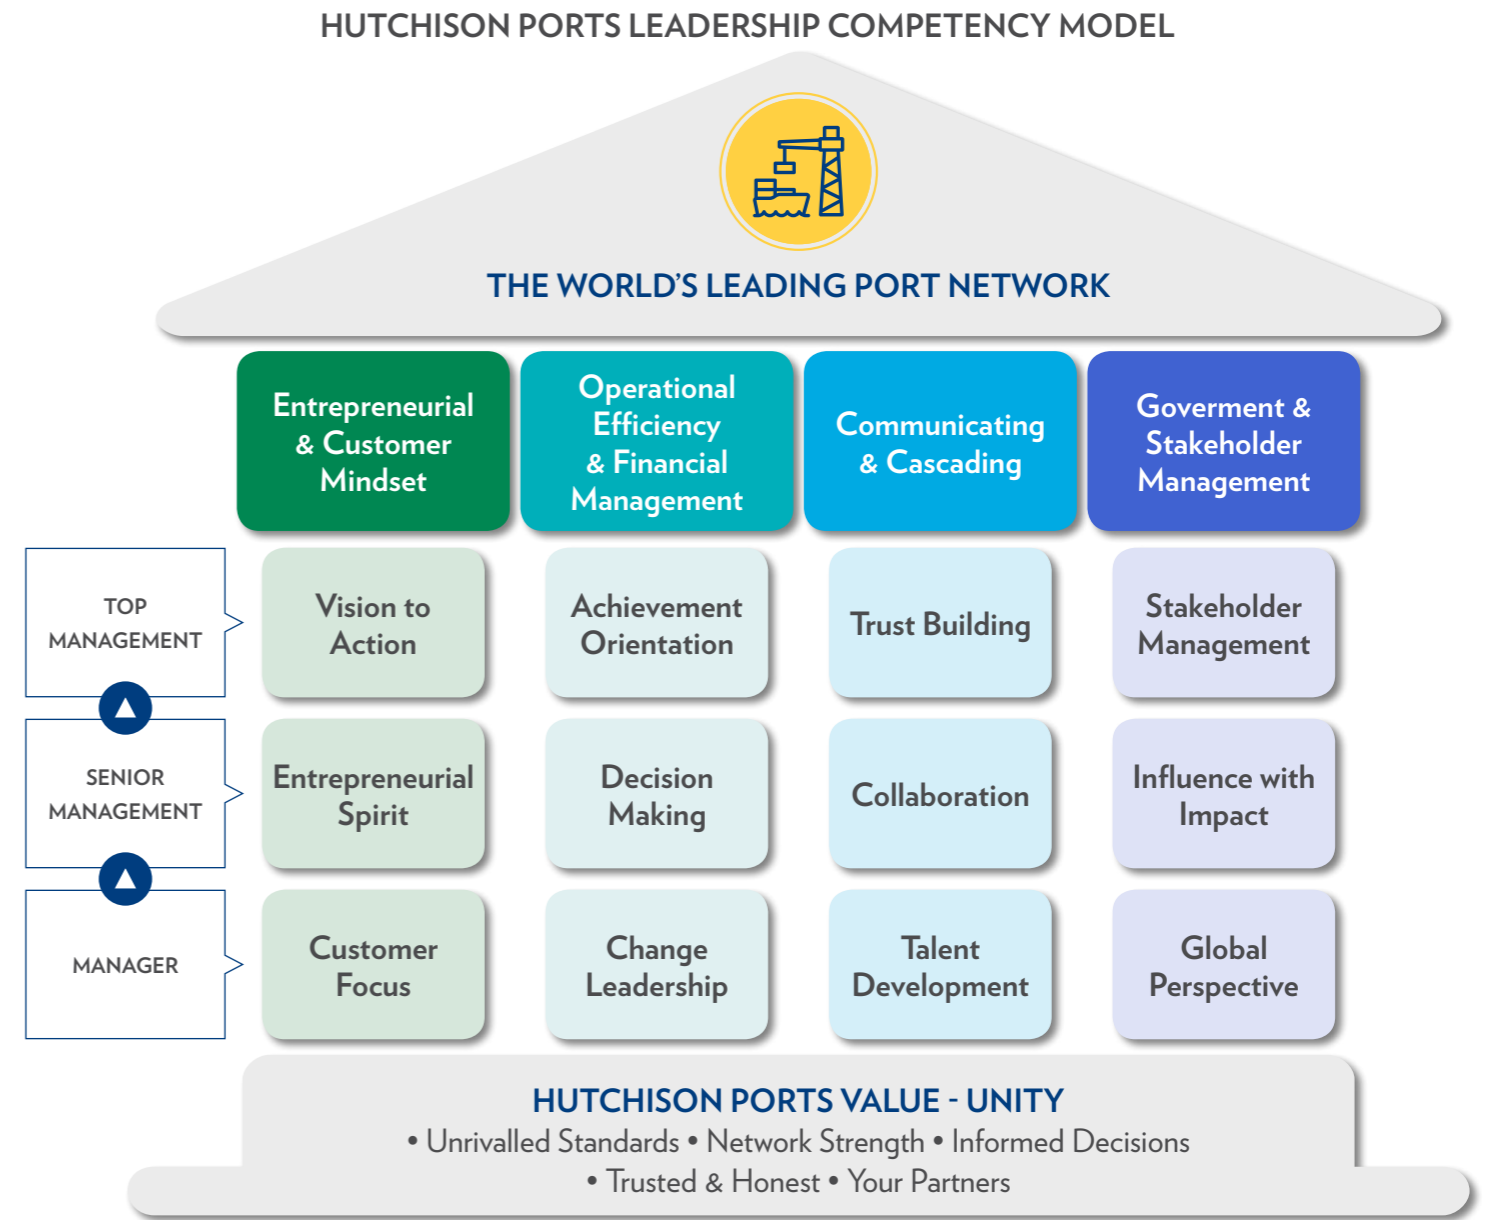 HUTCHISON PORTS LEADERSHIP COMPETENCY MODEL
THE WORLD'S LEADING PORT NETWORK
Entrepreneurial
& Customer
Mindset
Operational
Efficiency
& Financial
Management
Communicating
& Cascading
Goverment &
Stakeholder
Management
TOP
MANAGEMENT
Vision to
Action
Achievement
Orientation
Trust Building
Stakeholder
Management
SENIOR
MANAGEMENT
Entrepreneurial
Spirit
Decision
Making
Collaboration
Influence with
Impact
MANAGER
Customer
Focus
Change
Leadership
Talent
Development
Global
Perspective
HUTCHISON PORTS VALUE - UNITY
• Unrivalled Standards • Network Strength • Informed Decisions
• Trusted & Honest • Your Partners